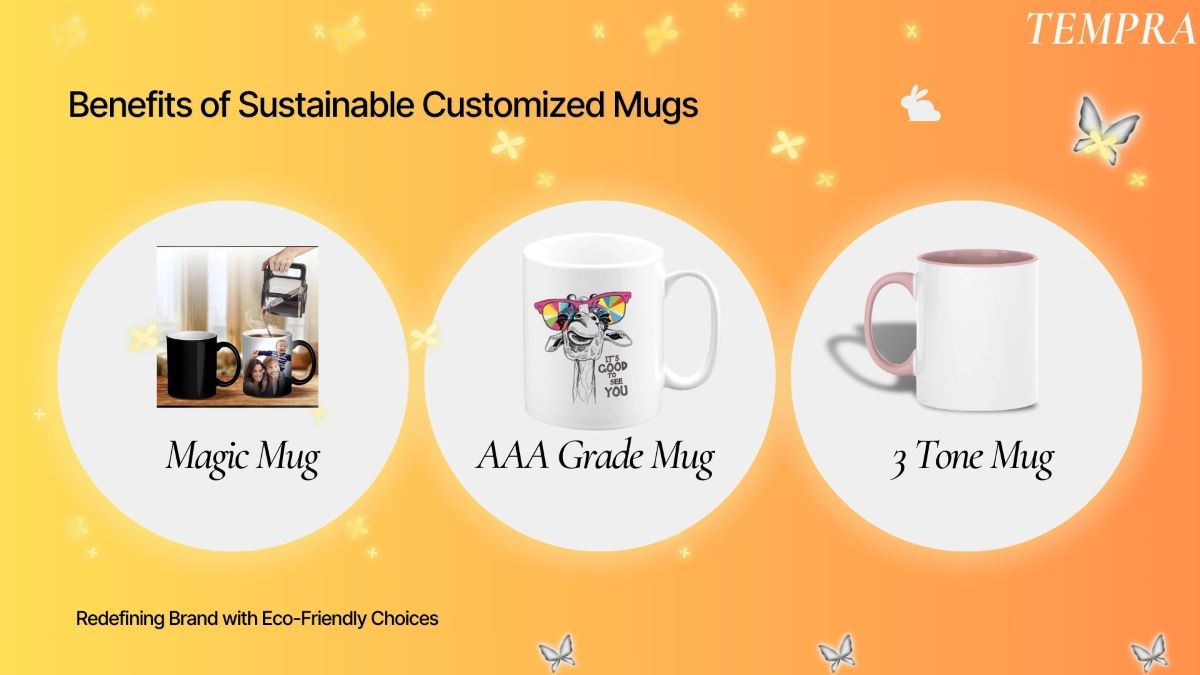 TEMPRA
Benefits of Sustainable Customized Mugs
IT'S
GOOD
TO
SEE
YOU
Magic Mug
AAA Grade Mug
3 Tone Mug
Redefining Brand with Eco-Friendly Choices